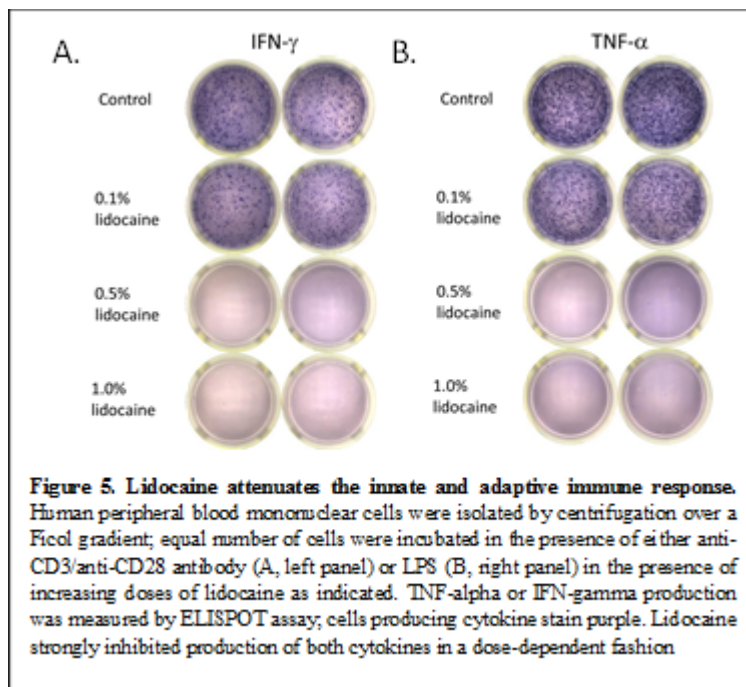 A.
IFN-γ
B.
TNF-α
Control
Control
0.1%
lidocaine
0.1%
lidocaine
0.5%
lidocaine
0.5%
lidocaine
1.0%
lidocaine
1.0%
lidocaine
Figure 5. Lidocaine attenuates the innate and adaptive immune response.
Human peripheral blood mononuclear cells were isolated by centrifugation over a
Ficol gradient; equal number of cells were incubated in the presence of either anti-
CD3/anti-CD28 antibody (A, left panel) or LPS (B, right panel) in the presence of
increasing doses of lidocaine as indicated. TNF-alpha or IFN-gamma production
was measured by ELISPOT assay; cells producing cytokine stain purple. Lidocaine
strongly inhibited production of both cytokines in a dose-dependent fashion